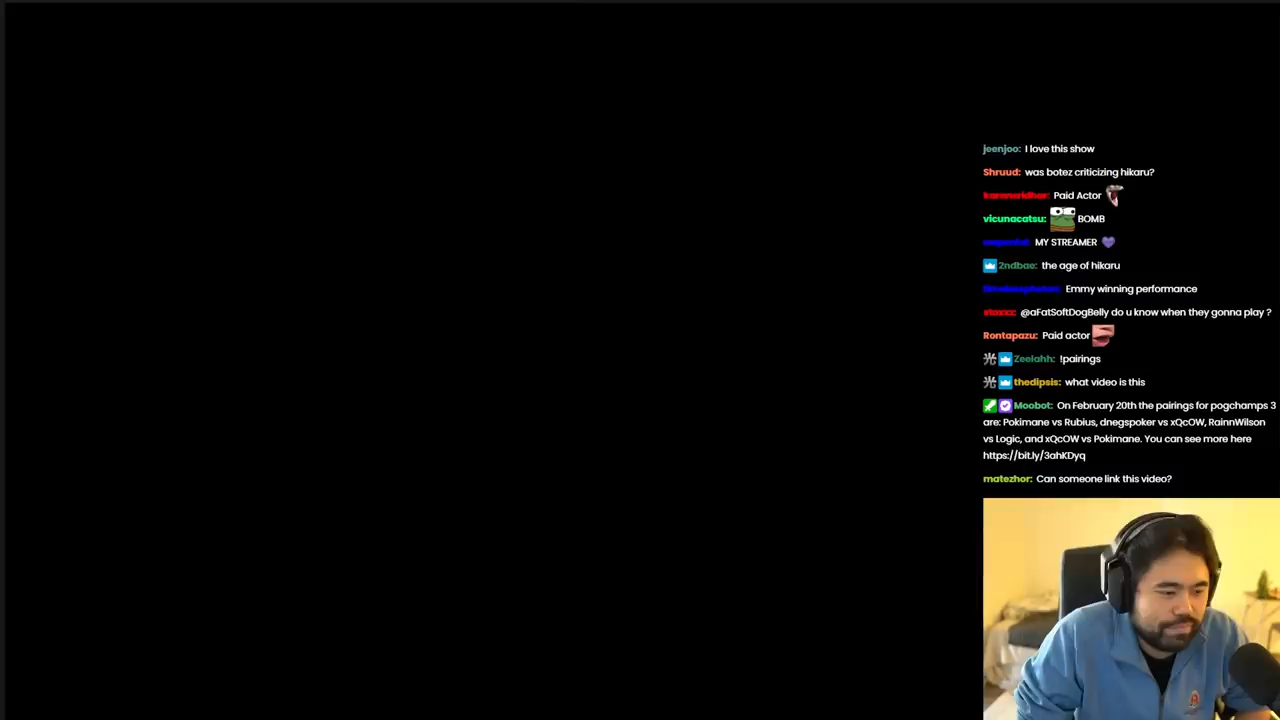 jeenjoo: I love this show
Shruud: was botez criticizing hikaru?
Paid Actor
vicunacatsu: BOMB
MY STREAMER
2ndbae: the age of hikaru
Emmy winning performance
@aFatSoftDogBelly do u know when they gonna play ?
Rontapazu: Paid actor
Zeelahh: !pairings
thedipsis: what video is this
Moobot: On February 20th the pairings for pogchamps 3
are: Pokimane vs Rubius, dnegspoker vs xQcOW, RainnWilson
vs Logic, and xQcOW vs Pokimane. You can see more here
https://bit.ly/3ahKDyq
matezhor: Can someone link this video?